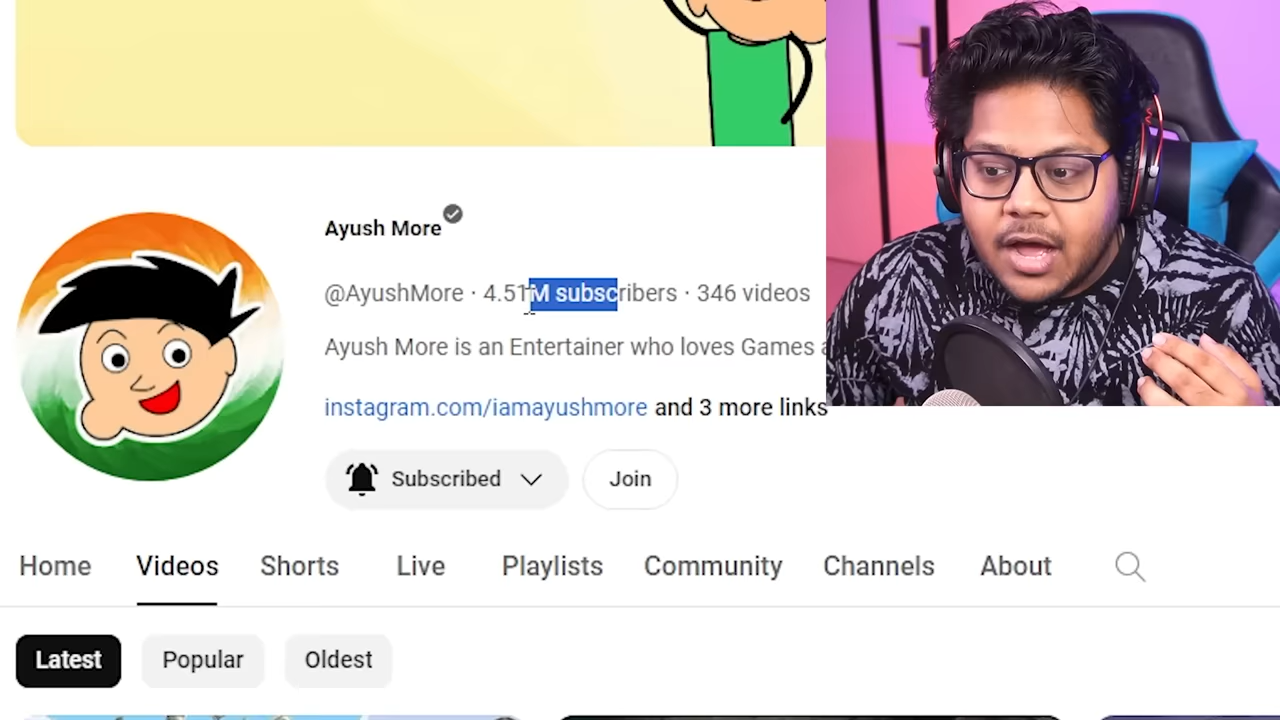 Ayush More
@AyushMore · 4.51M subscribers · 346 videos
Ayush More is an Entertainer who loves Games
instagram.com/iamayushmore and 3 more links
Subscribed Join
Home Videos Shorts Live Playlists Community Channels About
Latest Popular Oldest